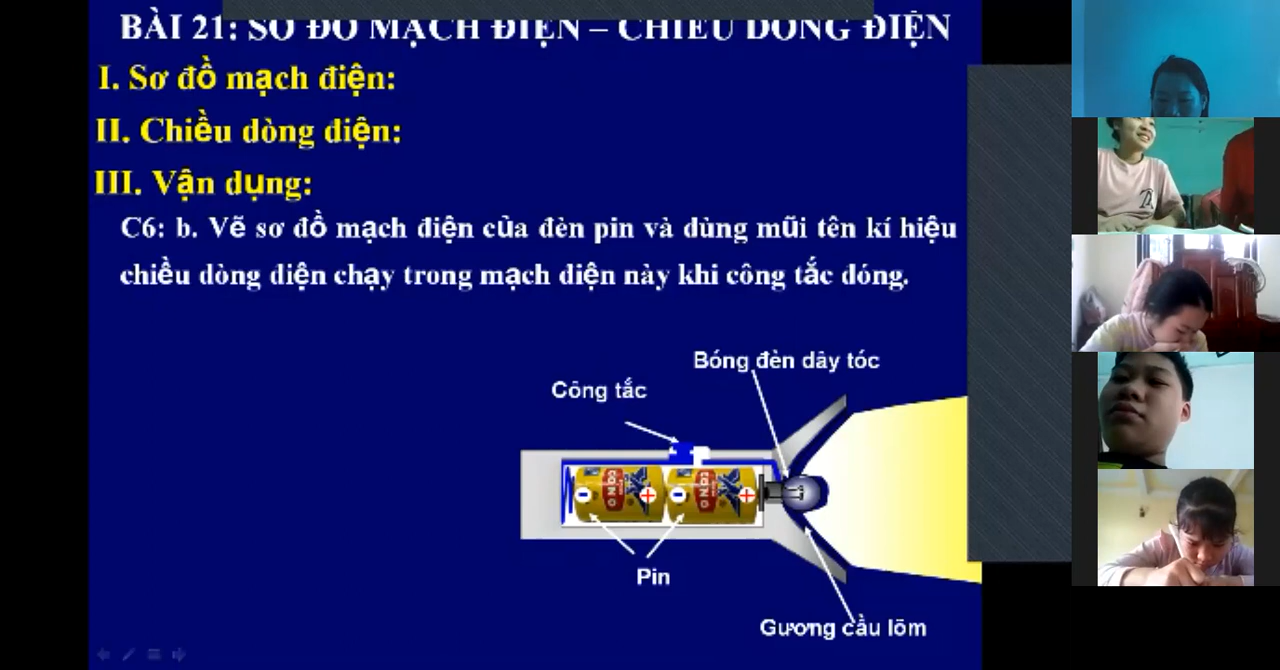 BÀI 21: SƠ ĐỒ MẠCH ĐIỆN – CHIỀU DÒNG ĐIỆN
I. Sơ đồ mạch điện:
II. Chiều dòng điện:
III. Vận dụng:
C6: b. Vẽ sơ đồ mạch điện của đèn pin và dùng mũi tên kí hiệu
chiều dòng điện chạy trong mạch điện này khi công tắc đóng.
Bóng đèn dây tóc
Công tắc
Pin
Gương cầu lõm